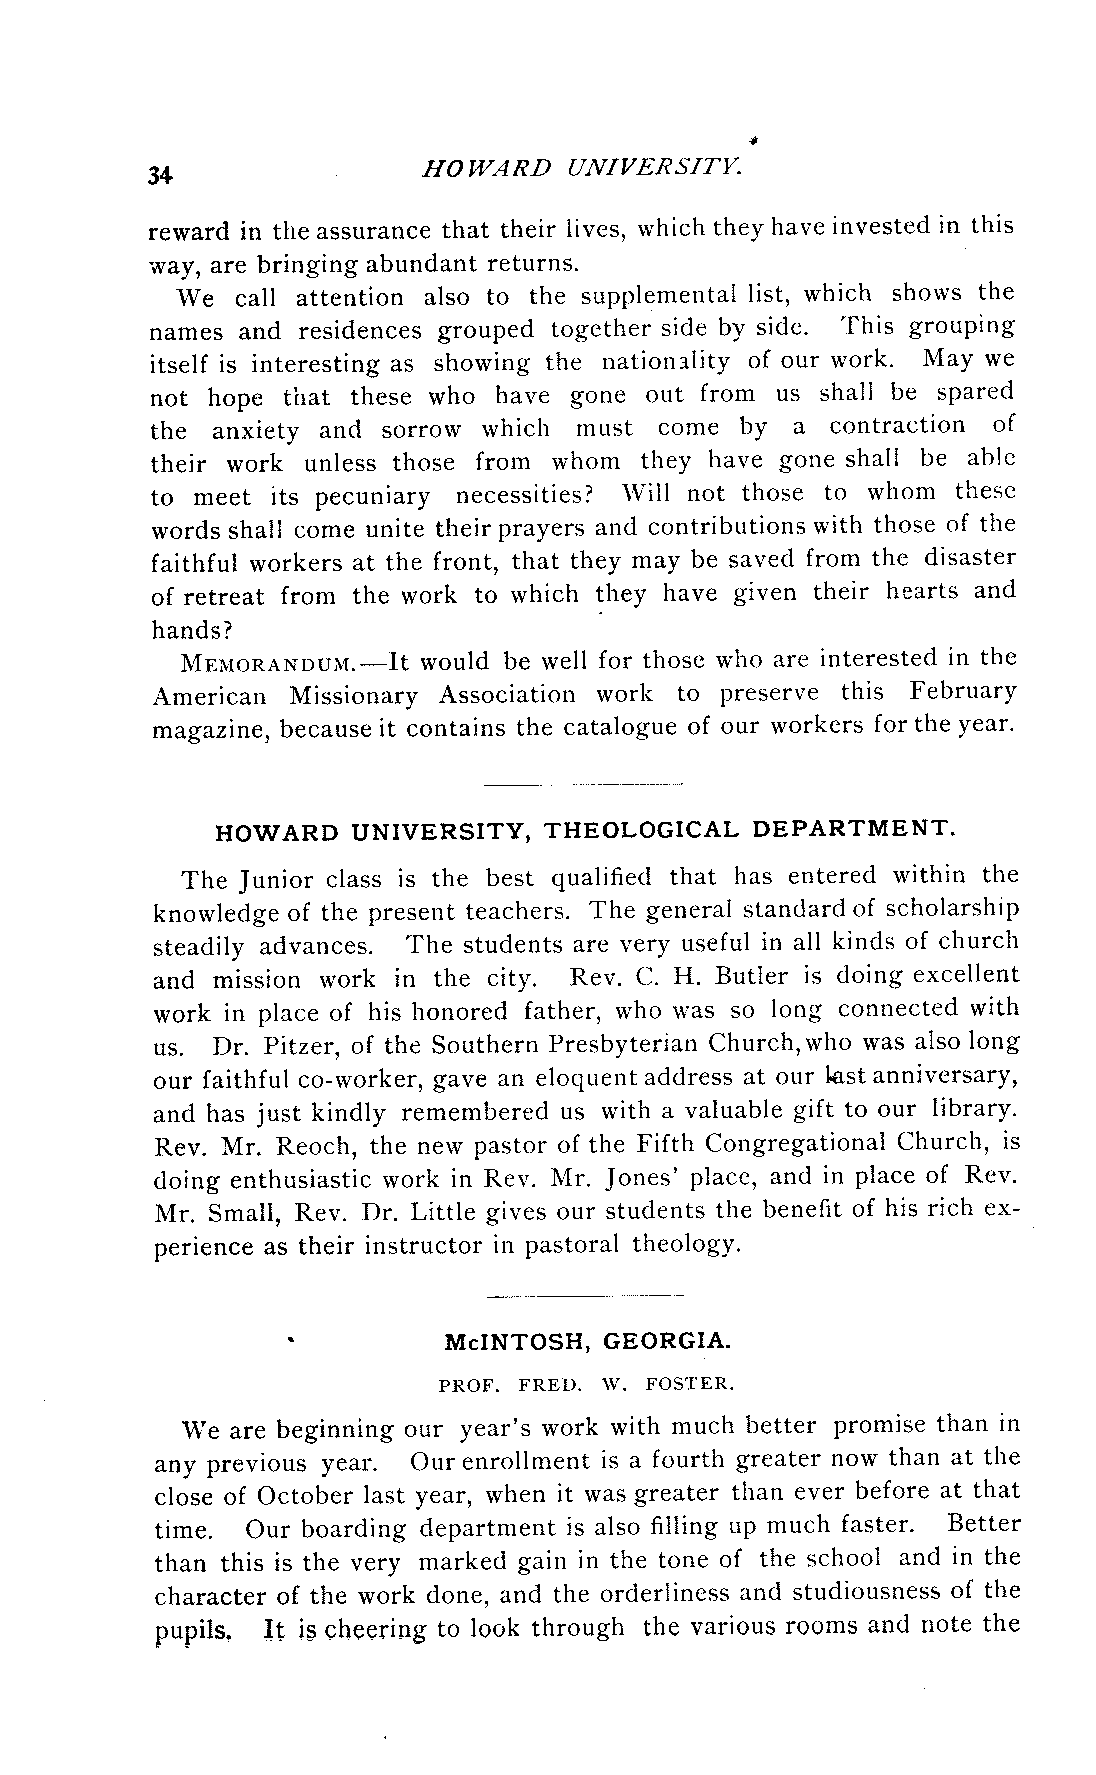 34 HOWARD UNIVERSITY.
reward in the assurance that their lives, which they have invested in this
way, are bringing abundant returns.
We call attention also to the supplemental list, which shows the
names and residences grouped together side by side. This grouping
itself is interesting as showing the nationality of our work. May we
not hope that these who have gone out from us shall be spared
the anxiety and sorrow which must come by a contraction of
their work unless those from whom they have gone shall be able
to meet its pecuniary necessities? Will not those to whom these
words shall come unite their prayers and contributions with those of the
faithful workers at the front, that they may be saved from the disaster
of retreat from the work to which they have given their hearts and
hands?
MEMORANDUM.—It would be well for those who are interested in the
American Missionary Association work to preserve this February
magazine, because it contains the catalogue of our workers for the year.
HOWARD UNIVERSITY, THEOLOGICAL DEPARTMENT.
The Junior class is the best qualified that has entered within the
knowledge of the present teachers. The general standard of scholarship
steadily advances. The students are very useful in all kinds of church
and mission work in the city. Rev. C. H. Butler is doing excellent
work in place of his honored father, who was so long connected with
us. Dr. Pitzer, of the Southern Presbyterian Church, who was also long
our faithful co-worker, gave an eloquent address at our last anniversary,
and has just kindly remembered us with a valuable gift to our library.
Rev. Mr. Reoch, the new pastor of the Fifth Congregational Church, is
doing enthusiastic work in Rev. Mr. Jones' place, and in place of Rev.
Mr. Small, Rev. Dr. Little gives our students the benefit of his rich ex-
perience as their instructor in pastoral theology.
McINTOSH, GEORGIA.
PROF. FRED. W. FOSTER.
We are beginning our year's work with much better promise than in
any previous year. Our enrollment is a fourth greater now than at the
close of October last year, when it was greater than ever before at that
time. Our boarding department is also filling up much faster. Better
than this is the very marked gain in the tone of the school and in the
character of the work done, and the orderliness and studiousness of the
pupils. It is cheering to look through the various rooms and note the